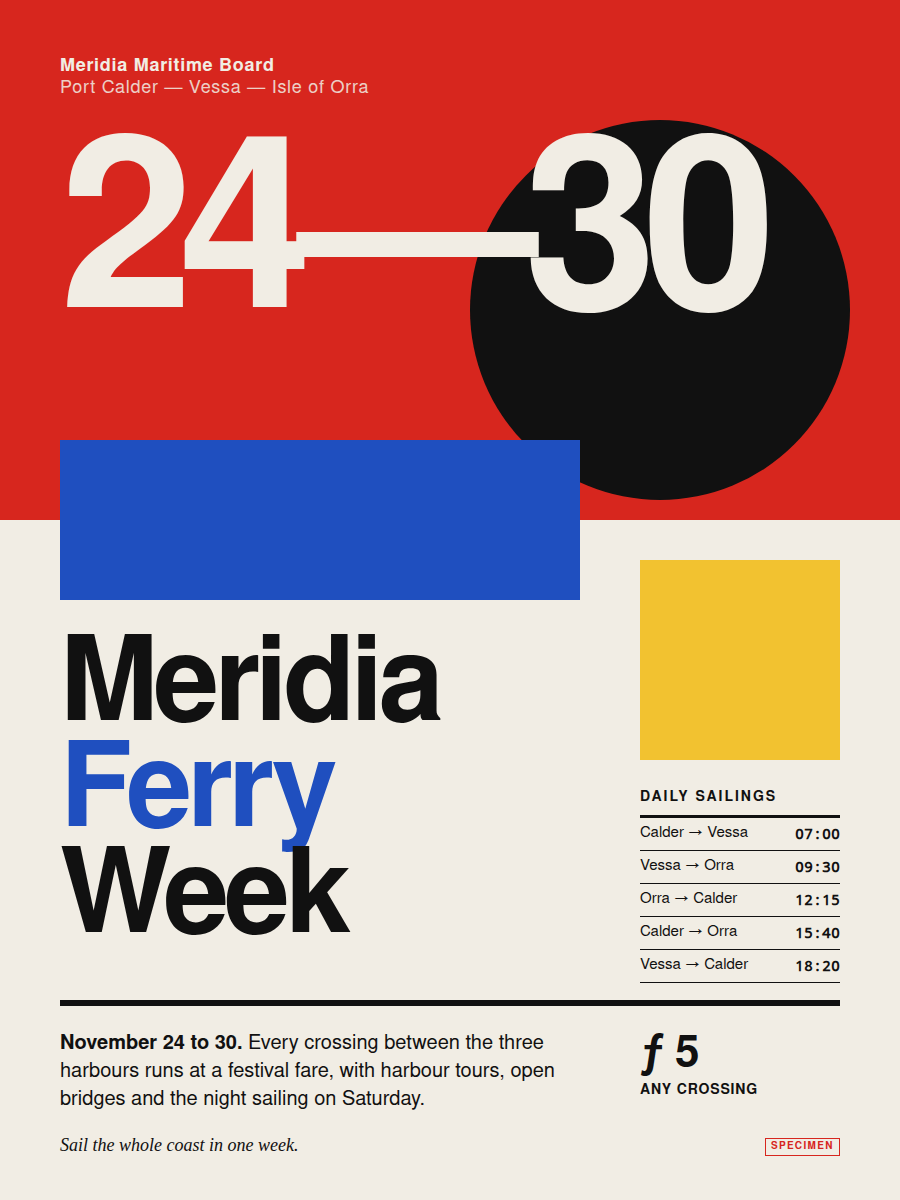 Meridia Maritime Board
Port Calder — Vessa — Isle of Orra
24—30
Meridia
Ferry
Week
DAILY SAILINGS
Calder → Vessa 07:00
Vessa → Orra 09:30
Orra → Calder 12:15
Calder → Orra 15:40
Vessa → Calder 18:20
November 24 to 30. Every crossing between the three
harbours runs at a festival fare, with harbour tours, open
bridges and the night sailing on Saturday.
ƒ 5
ANY CROSSING
Sail the whole coast in one week.
SPECIMEN